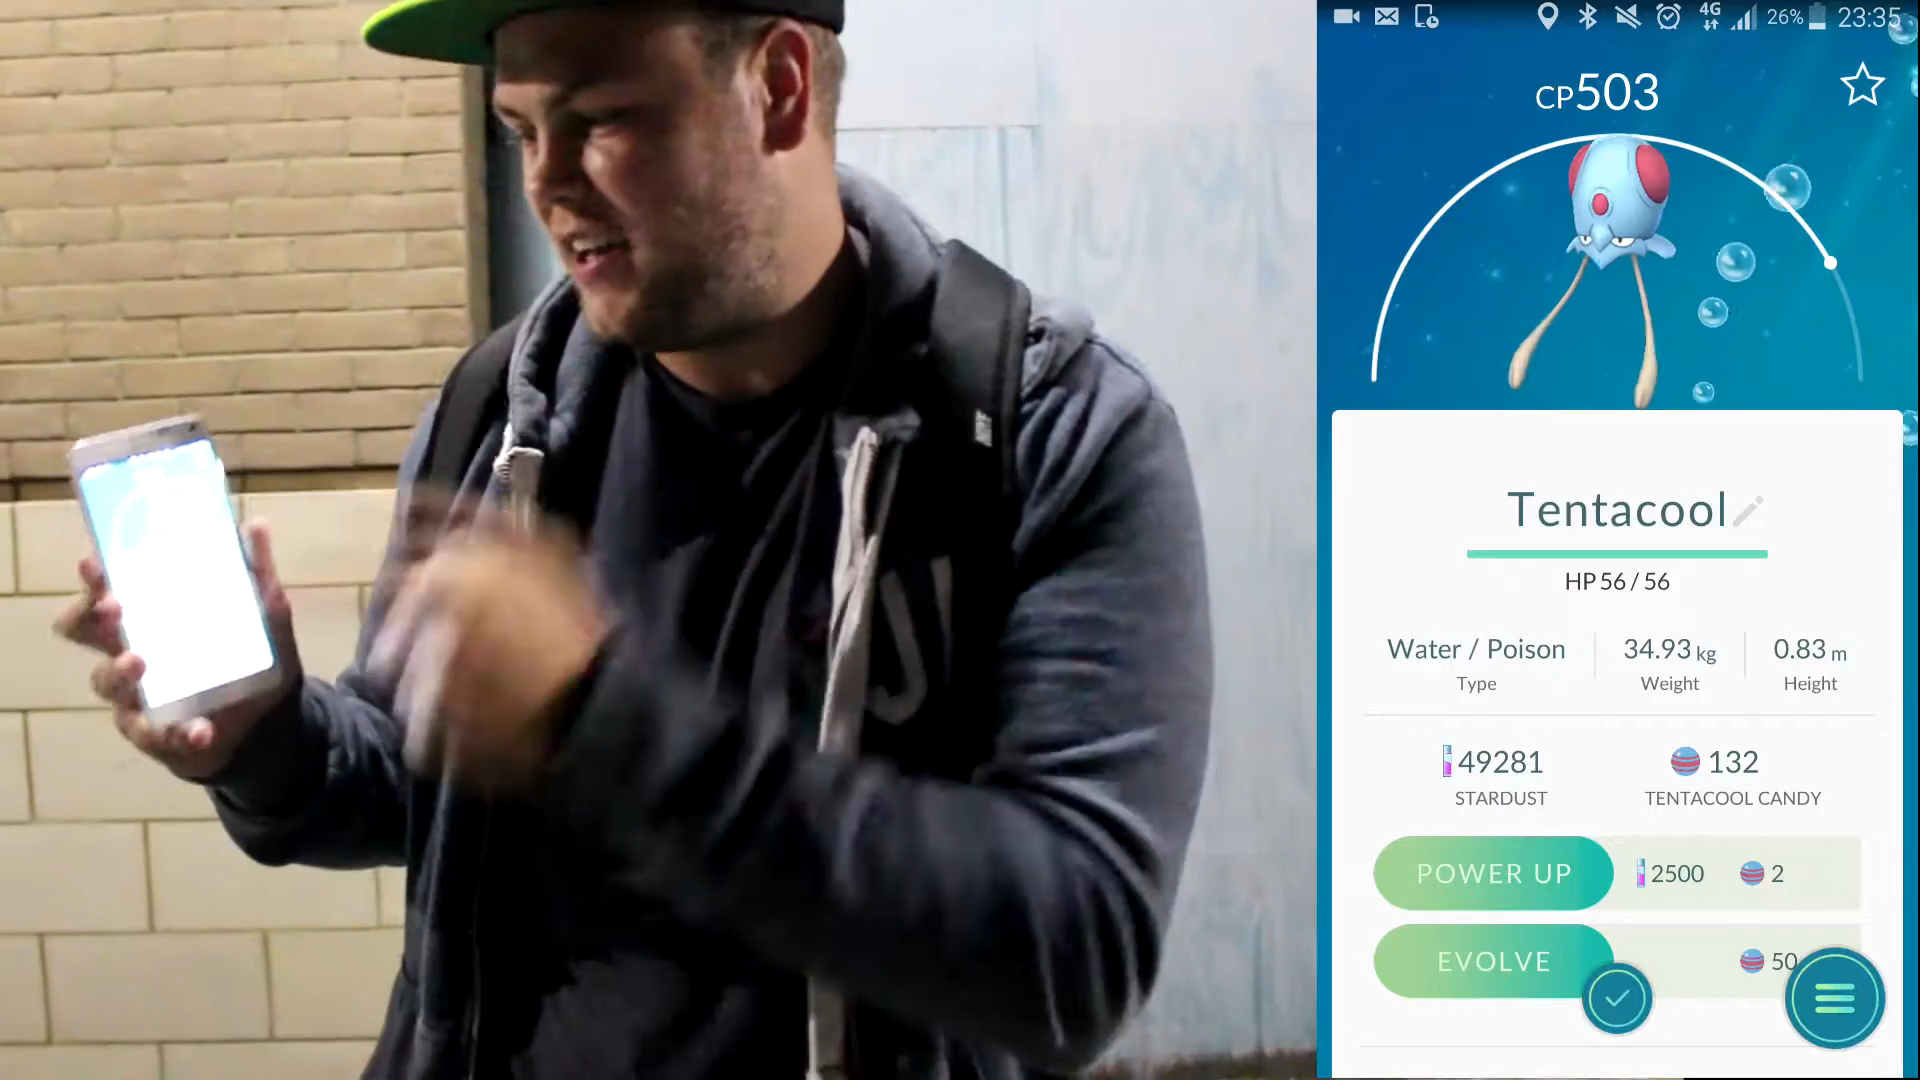 4G 26% 23:35
CP503
Tentacool
HP 56 / 56
Water / Poison
Type
34.93 kg
Weight
0.83 m
Height
49281
STARDUST
132
TENTACOOL CANDY
POWER UP 2500 2
EVOLVE 50